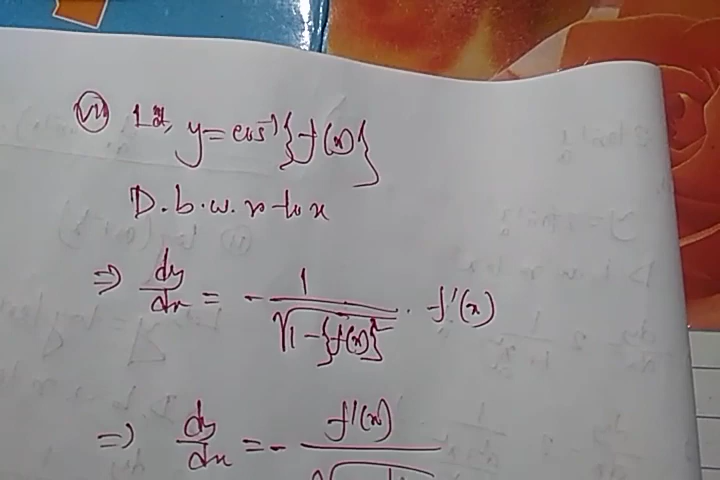 (vi) Let, y = cos⁻¹{f(x)}
D.b.w.r.to x
⇒ dy/dx = - 1/√(1-{f(x)}²) · f'(x)
⇒ dy/dx = - f'(x)/√